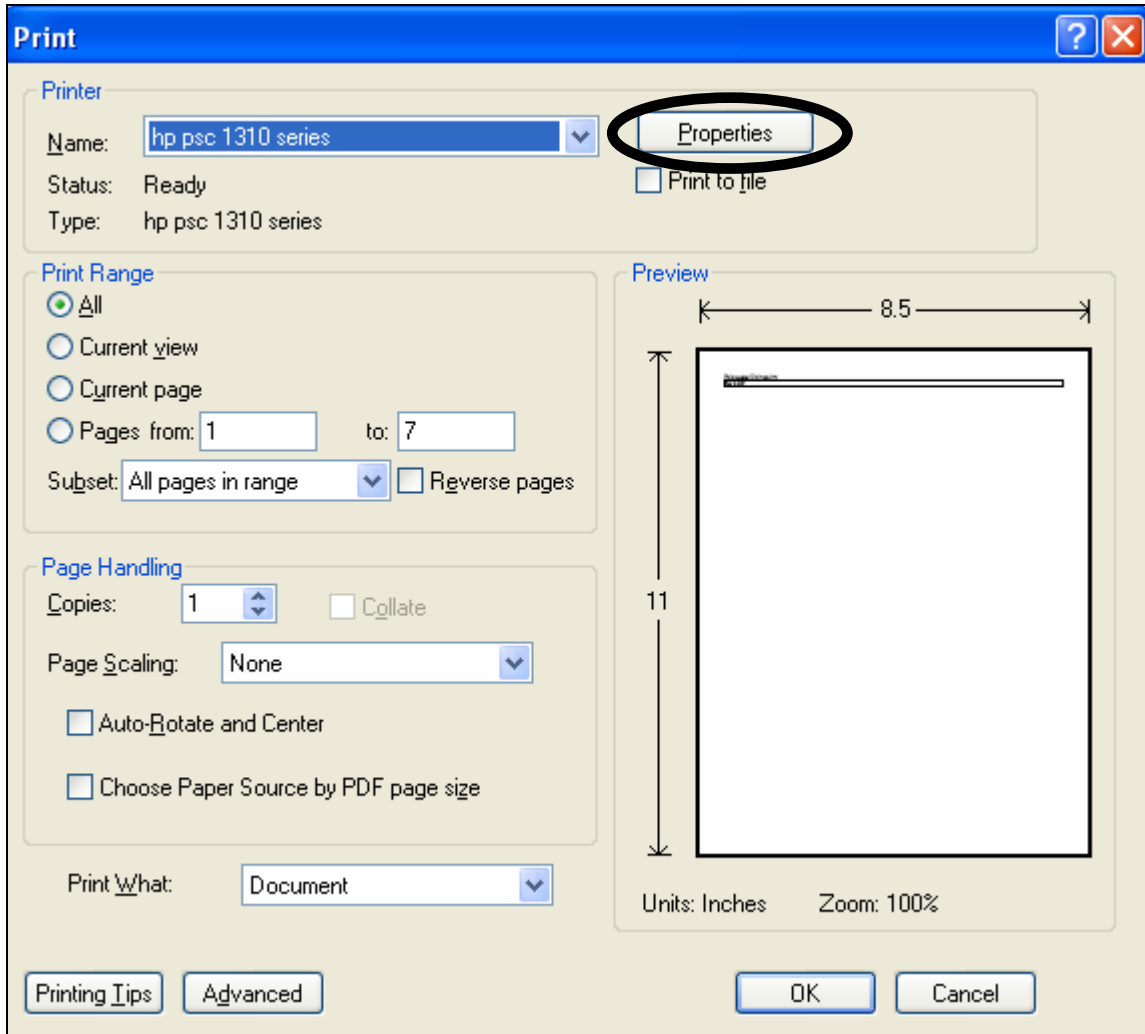 Print
Printer
Name: hp psc 1310 series Properties
Status: Ready Print to file
Type: hp psc 1310 series
Print Range
All
Current view
Current page
Pages from: 1 to: 7
Subset: All pages in range Reverse pages
Preview
8.5
11
Units: Inches Zoom: 100%
Page Handling
Copies: 1 Collate
Page Scaling: None
Auto-Rotate and Center
Choose Paper Source by PDF page size
Print What: Document
Printing Tips Advanced OK Cancel